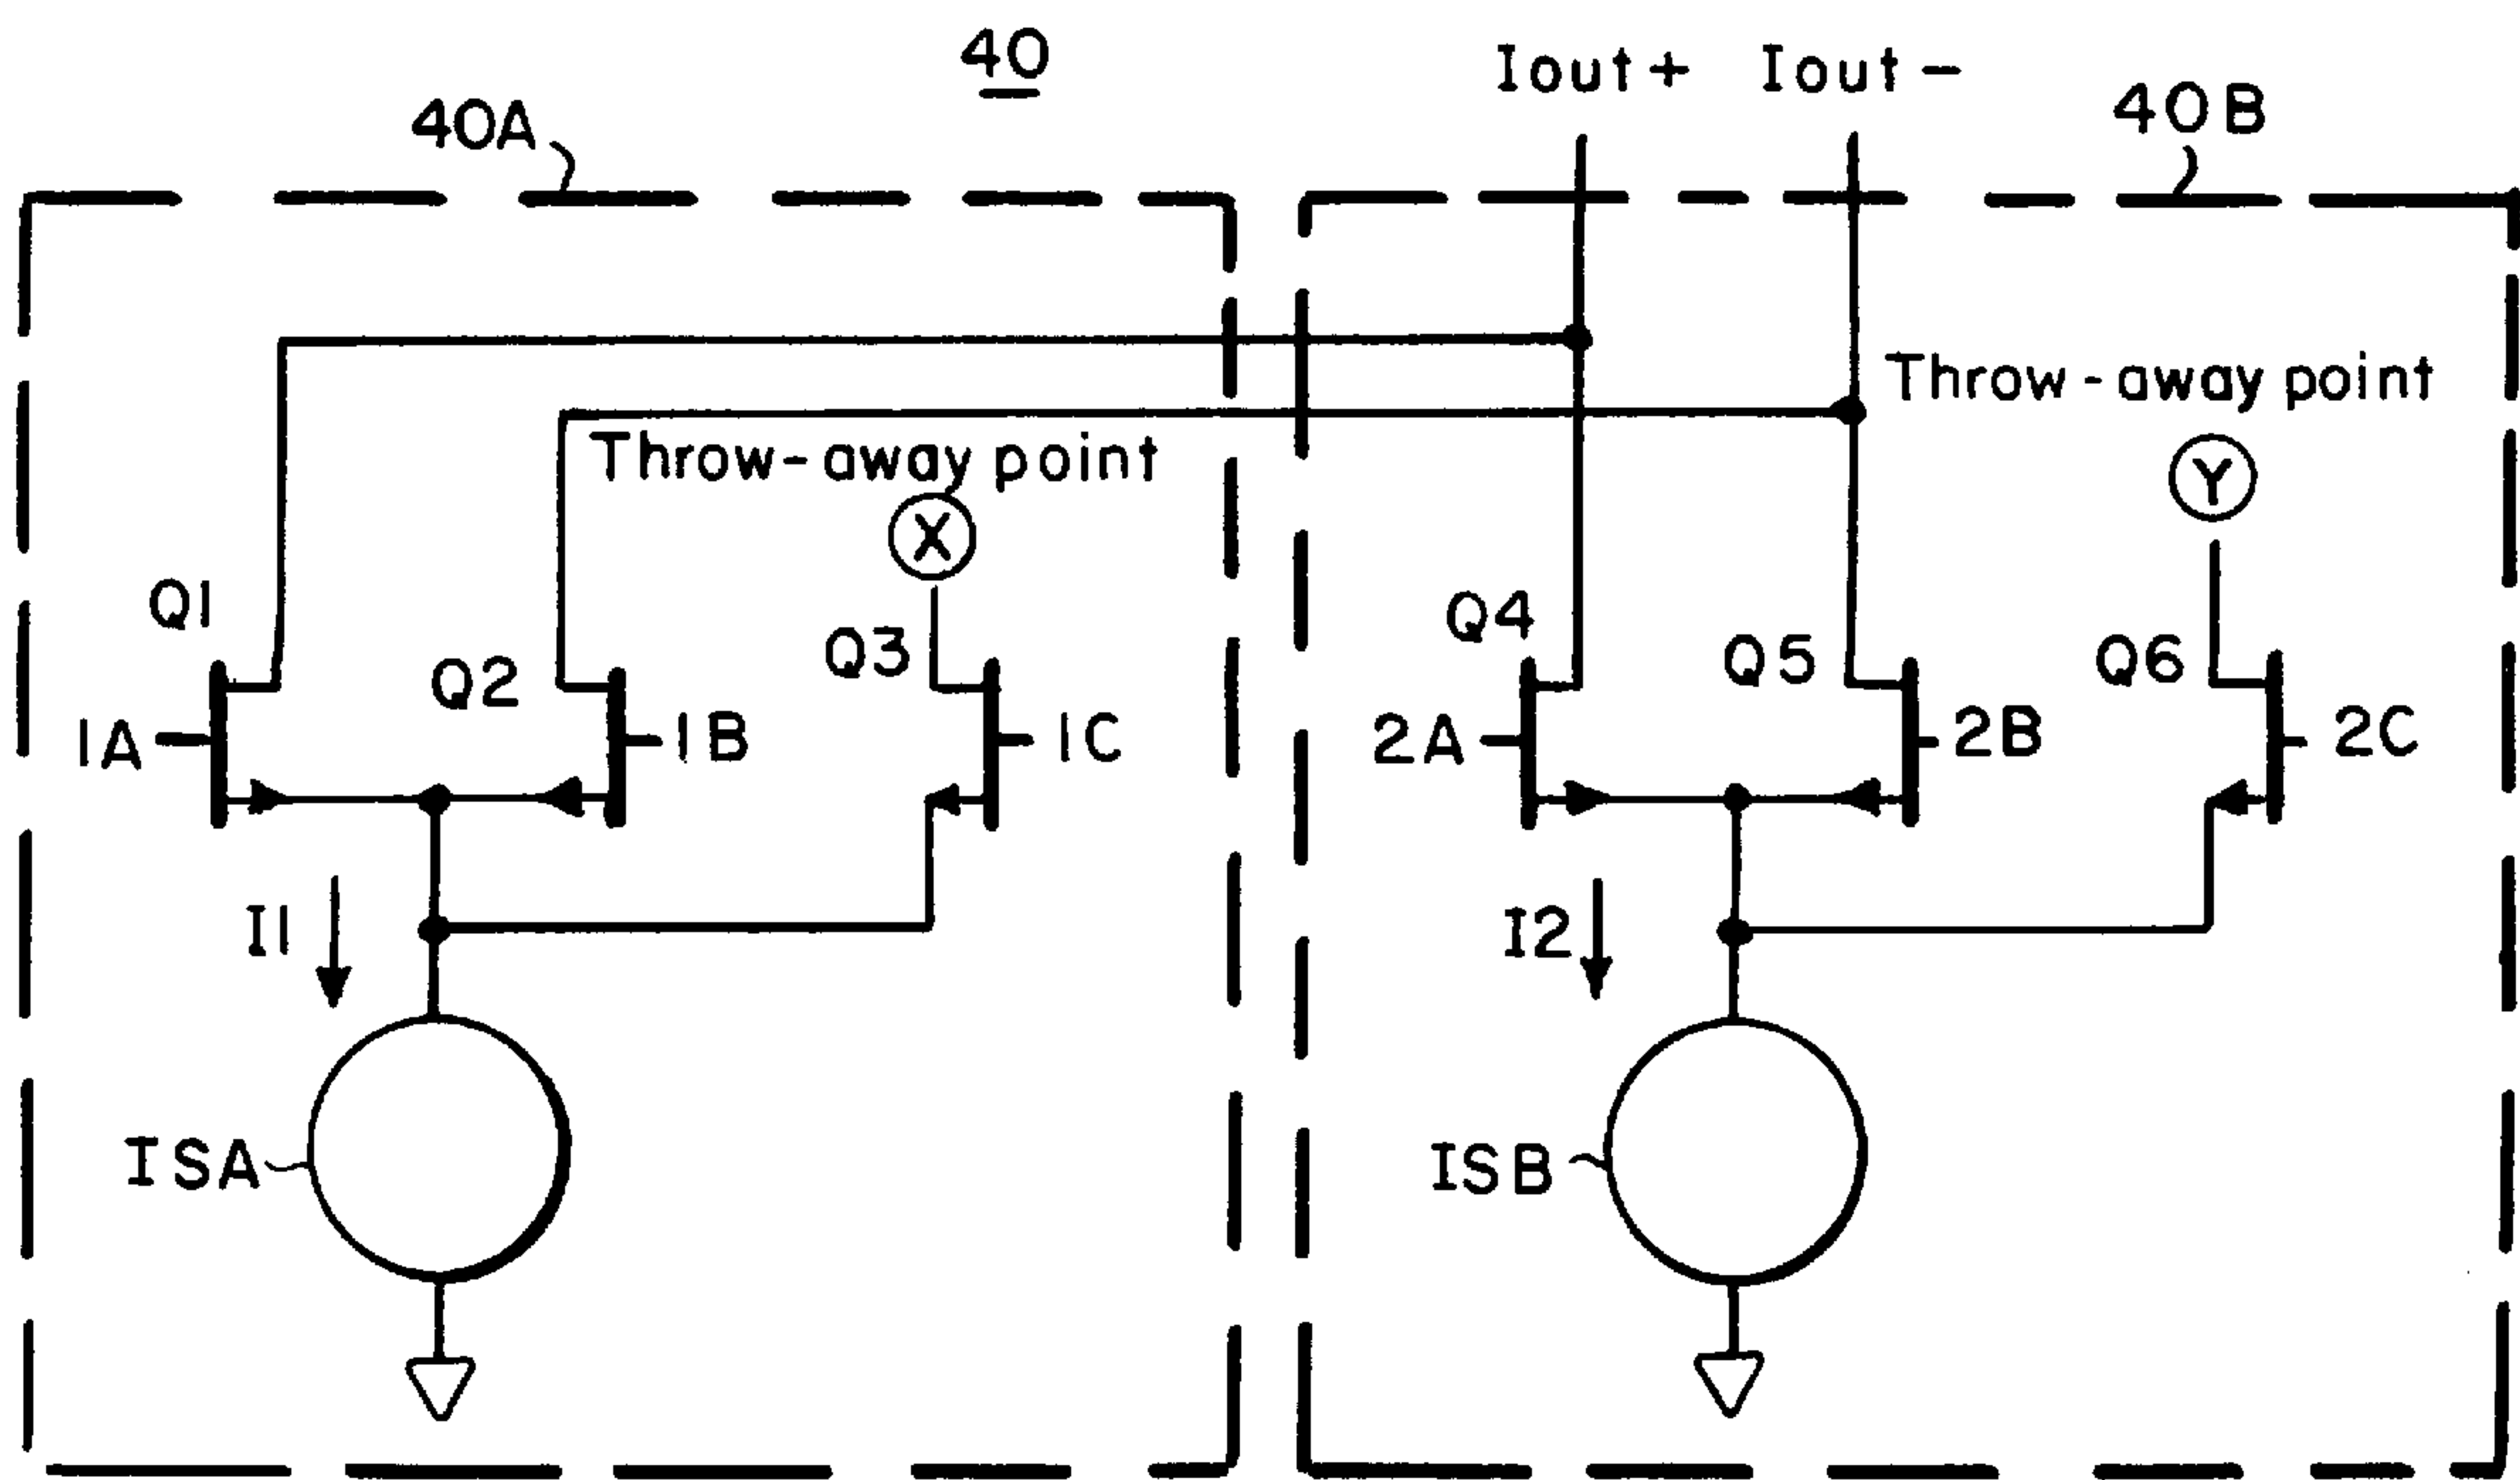 40
Iout+ Iout-
40A
40B
Throw-away point
Throw-away point
Y
X
Q1
Q2
Q3
Q4
Q5
Q6
1A
1B
1C
2A
2B
2C
I1
I2
ISA
ISB